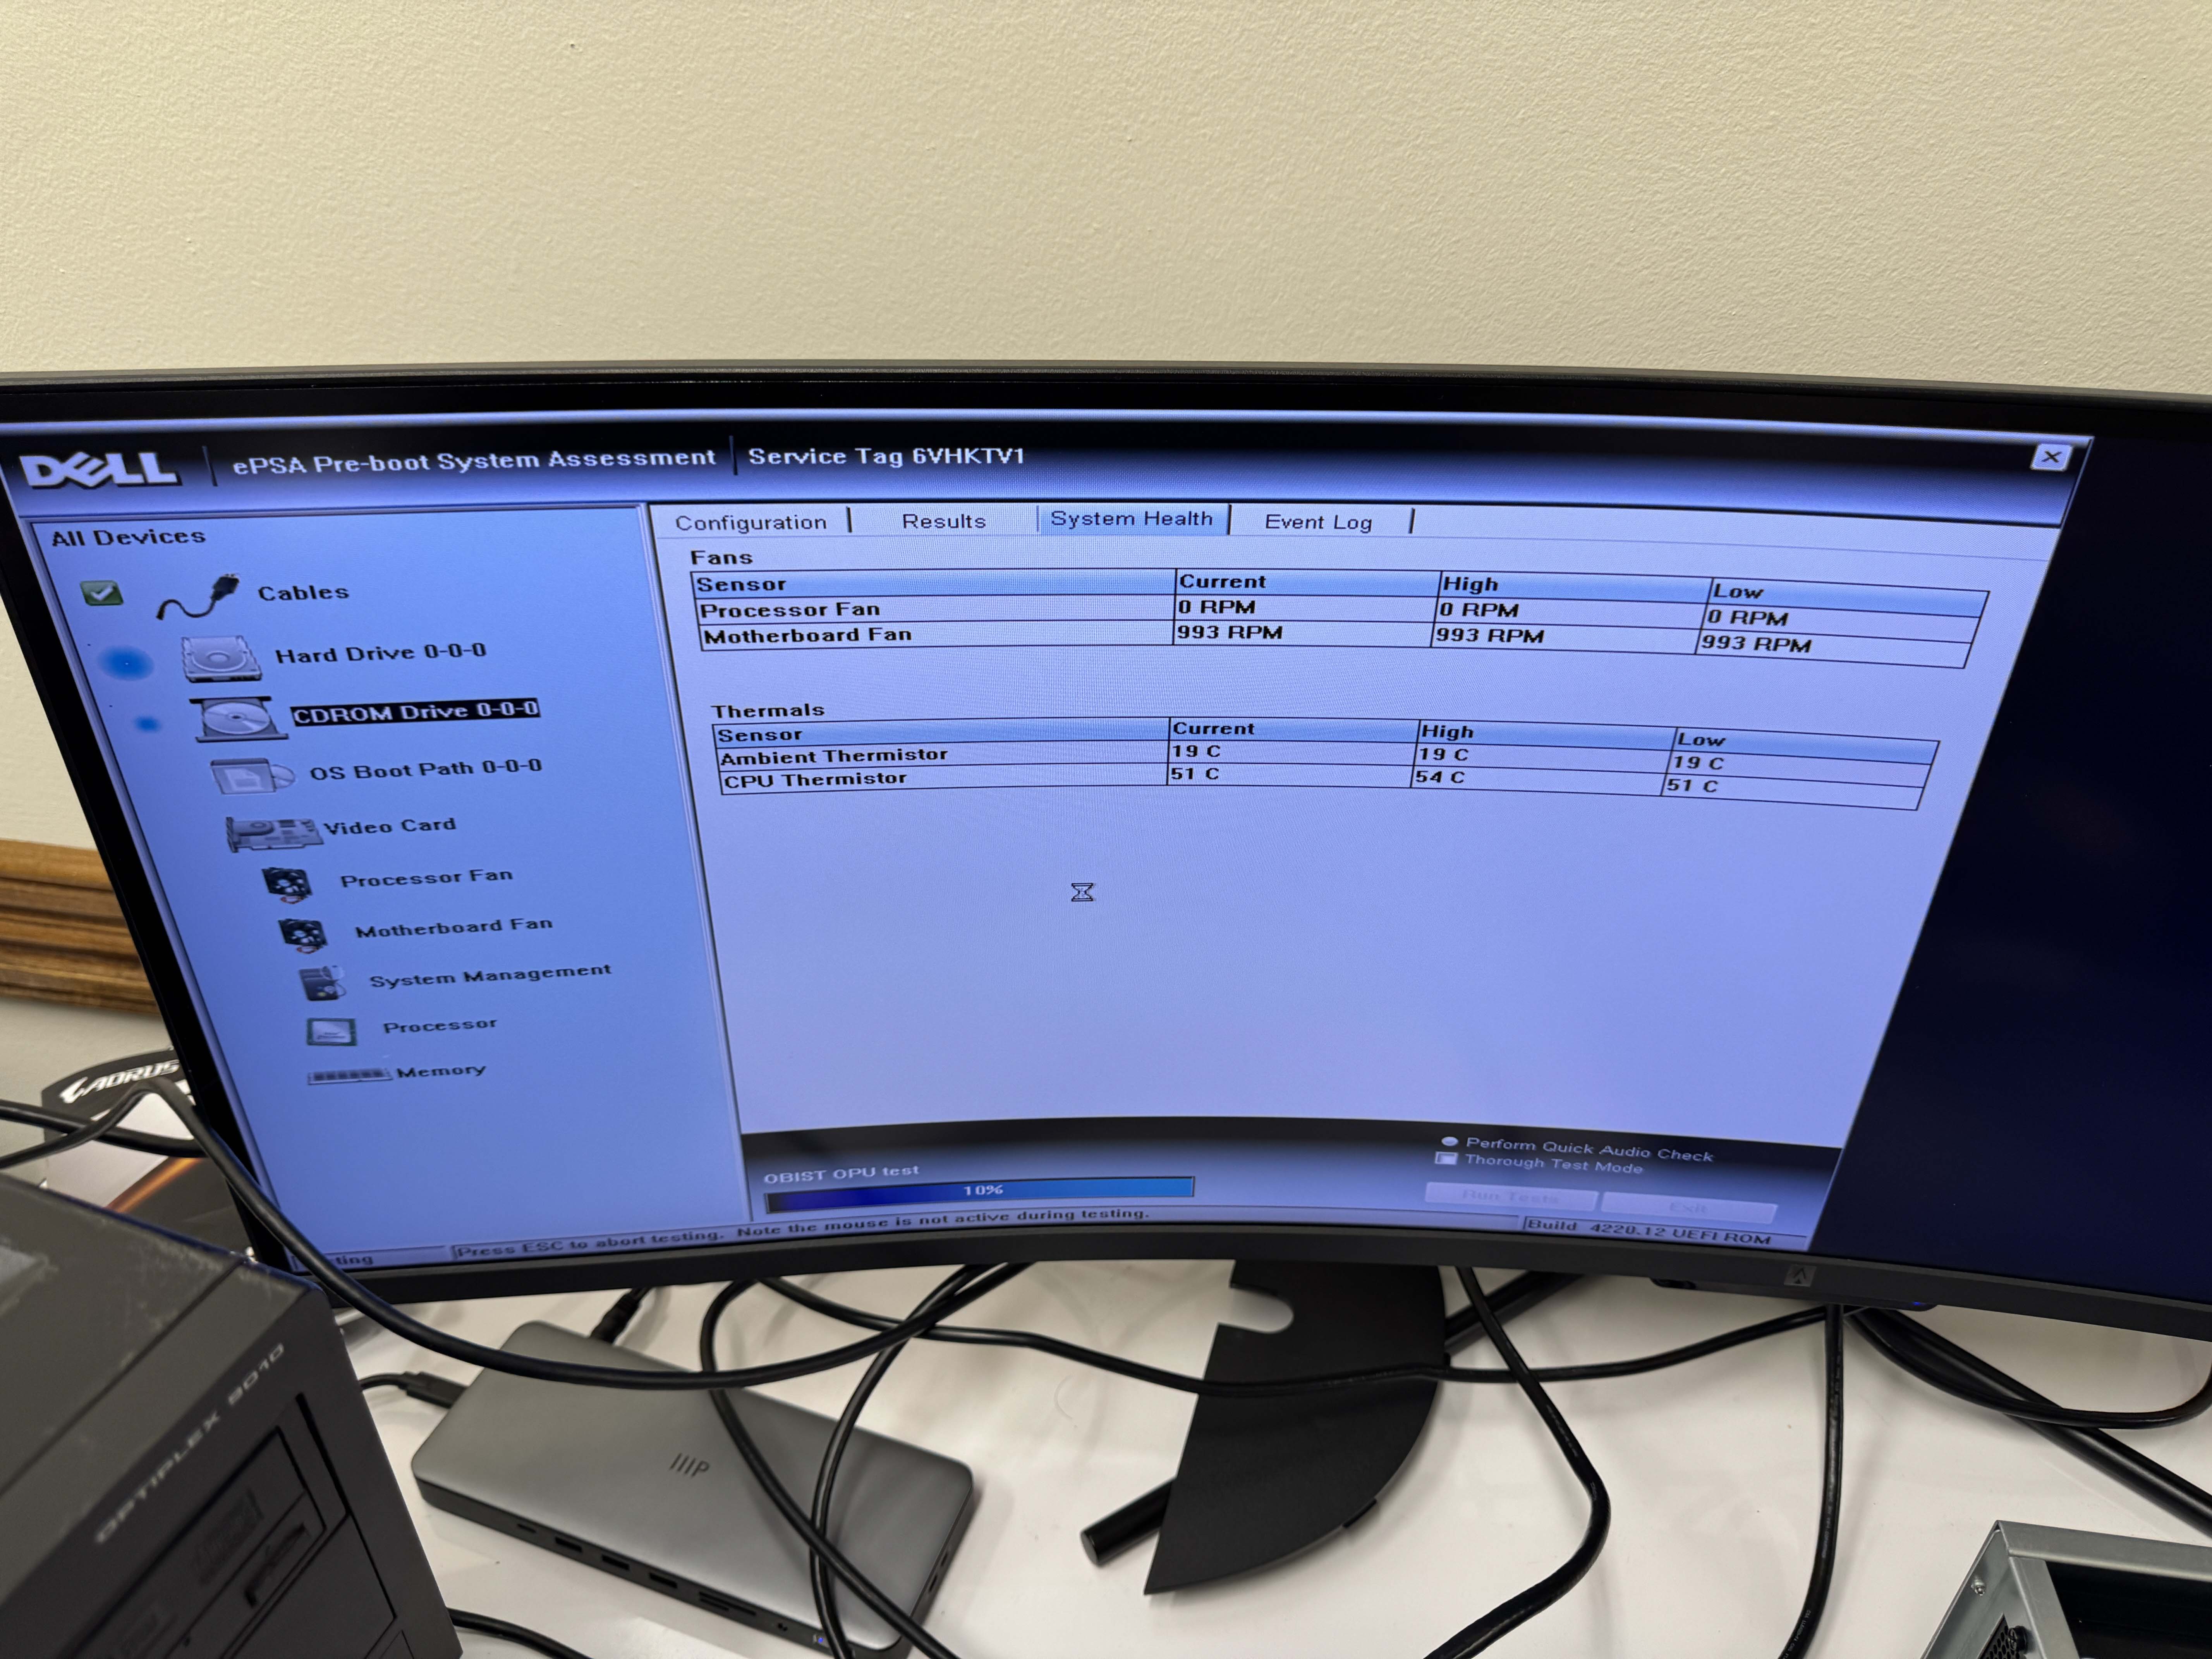 DELL
ePSA Pre-boot System Assessment
Service Tag 6VHKTV1
All Devices
Cables
Hard Drive 0-0-0
CDROM Drive 0-0-0
OS Boot Path 0-0-0
Video Card
Processor Fan
Motherboard Fan
System Management
Processor
Memory
Configuration Results System Health Event Log
Fans
Sensor Current High Low
Processor Fan 0 RPM 0 RPM 0 RPM
Motherboard Fan 993 RPM 993 RPM 993 RPM
Thermals
Sensor Current High Low
Ambient Thermistor 19 C 19 C 19 C
CPU Thermistor 51 C 54 C 51 C
OBIST OPU test
10%
Perform Quick Audio Check
Thorough Test Mode
Run Tests Exit
ting
Press ESC to abort testing. Note the mouse is not active during testing.
Build 4220.12 UEFI ROM
AORUS
OPTIPLEX 9010